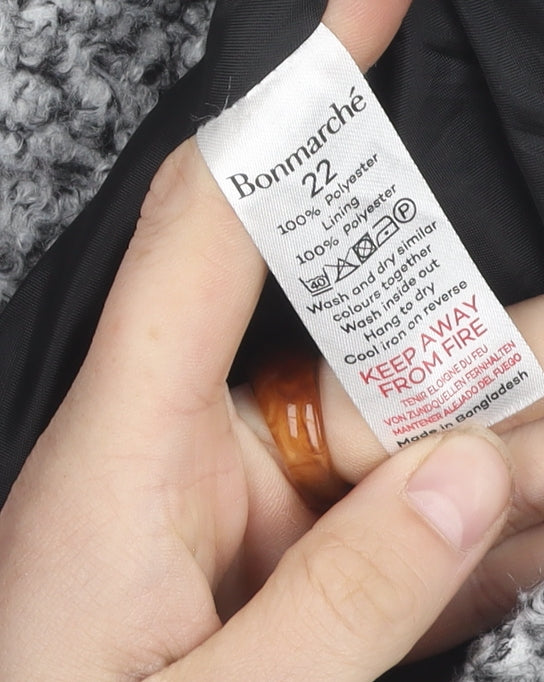 Bonmarché
22
100% Polyester
Lining
100% Polyester
40 P
Wash and dry similar
colours together
Wash inside out
Hang to dry
Cool iron on reverse
KEEP AWAY
FROM FIRE
TENIR ELOIGNE DU FEU
VON ZUNDQUELLEN FERNHALTEN
MANTENER ALEJADO DEL FUEGO
Made in Bangladesh